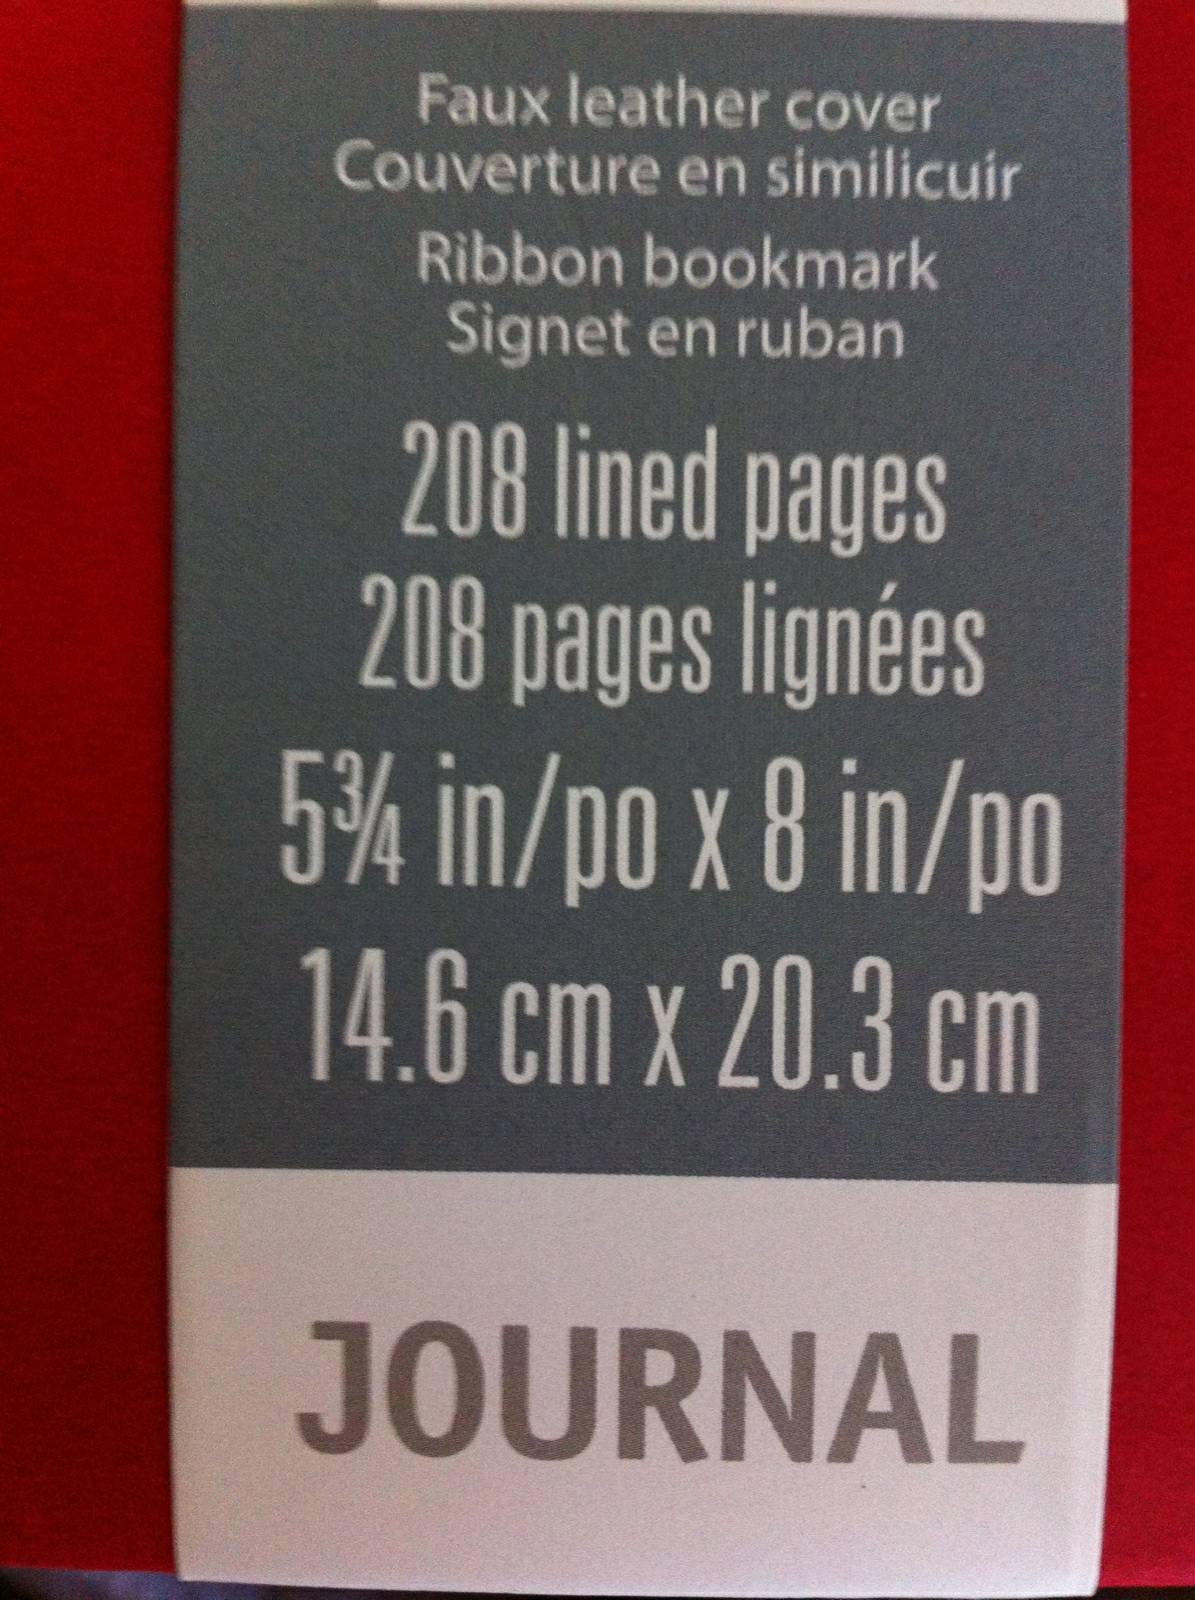 Faux leather cover
Couverture en similicuir
Ribbon bookmark
Signet en ruban
208 lined pages
208 pages lignées
5¾ in/po x 8 in/po
14.6 cm x 20.3 cm
JOURNAL